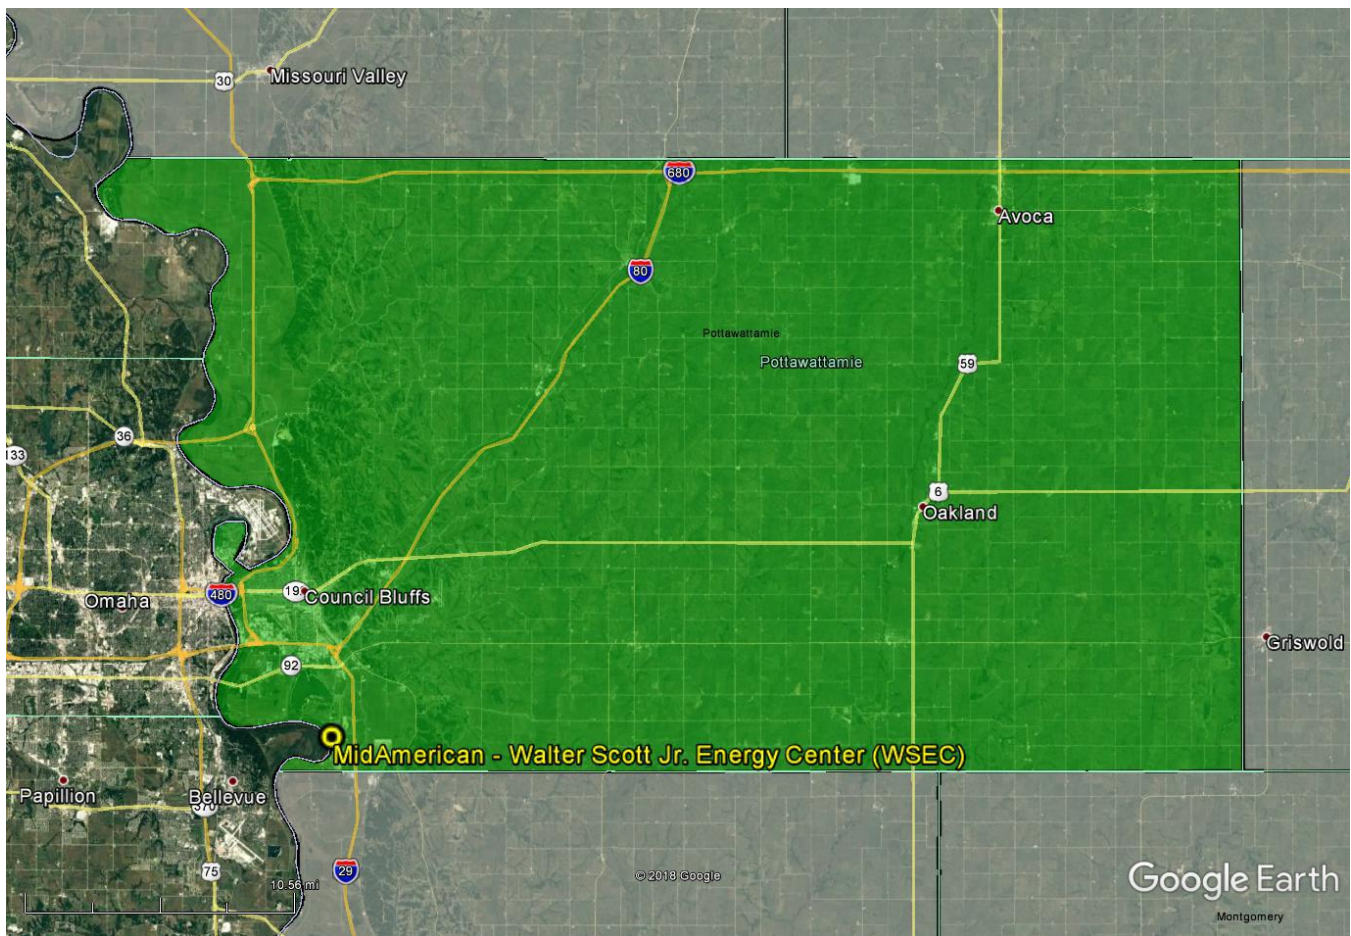 30
Missouri Valley
680
Avoca
80
Pottawattamie
Pottawattamie
59
36
133
6
Oakland
480
192
Council Bluffs
Omaha
Griswold
92
MidAmerican - Walter Scott Jr. Energy Center (WSEC)
Papillion
Bellevue
370
75
29
10.56 mi
© 2018 Google
Google Earth
Montgomery